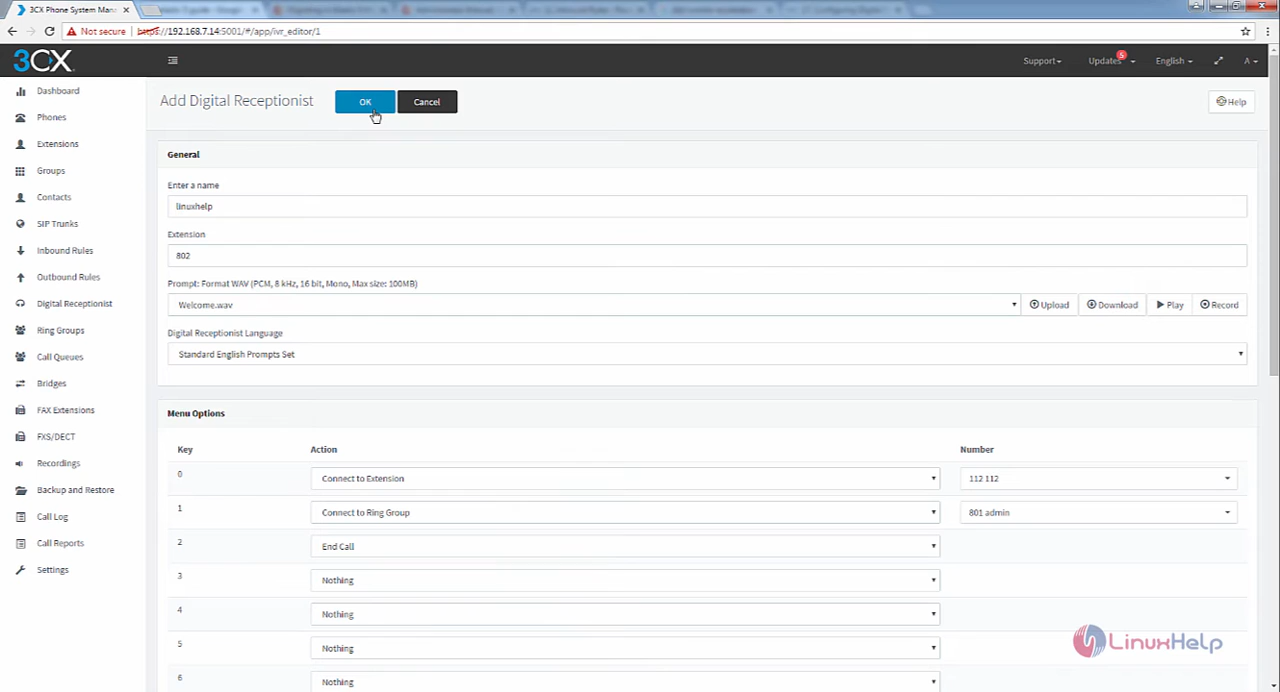 3CX Phone System Mana
Not secure https://192.168.7.14:5001/#/app/ivr_editor/1
3CX
Support
Updates 5
English
A
Dashboard
Phones
Extensions
Groups
Contacts
SIP Trunks
Inbound Rules
Outbound Rules
Digital Receptionist
Ring Groups
Call Queues
Bridges
FAX Extensions
FXS/DECT
Recordings
Backup and Restore
Call Log
Call Reports
Settings
Add Digital Receptionist OK Cancel Help
General
Enter a name
linuxhelp
Extension
802
Prompt: Format WAV (PCM, 8 kHz, 16 bit, Mono, Max size: 100MB)
Welcome.wav Upload Download Play Record
Digital Receptionist Language
Standard English Prompts Set
Menu Options
Key Action Number
0 Connect to Extension 112 112
1 Connect to Ring Group 801 admin
2 End Call
3 Nothing
4 Nothing
5 Nothing
6 Nothing
LinuxHelp